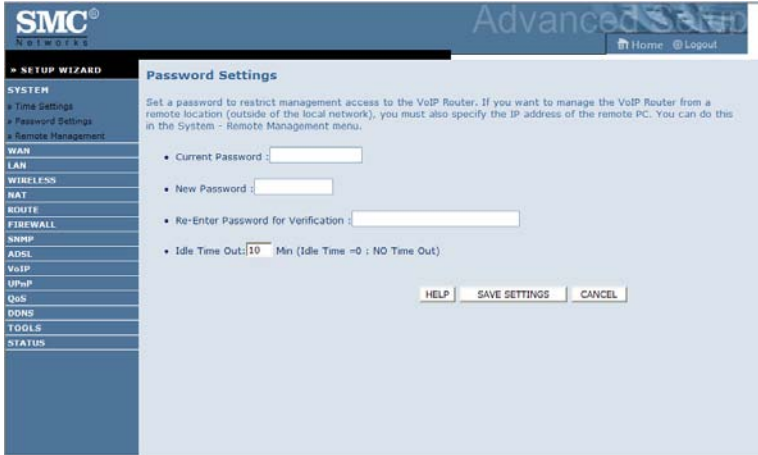 SMC®
Networks
Advanced Setup
Home Logout
» SETUP WIZARD
SYSTEM
» Time Settings
» Password Settings
» Remote Management
WAN
LAN
WIRELESS
NAT
ROUTE
FIREWALL
SNMP
ADSL
VoIP
UPnP
QoS
DDNS
TOOLS
STATUS
Password Settings
Set a password to restrict management access to the VoIP Router. If you want to manage the VoIP Router from a
remote location (outside of the local network), you must also specify the IP address of the remote PC. You can do this
in the System - Remote Management menu.
• Current Password :
• New Password :
• Re-Enter Password for Verification :
• Idle Time Out: 10 Min (Idle Time =0 : NO Time Out)
HELP SAVE SETTINGS CANCEL